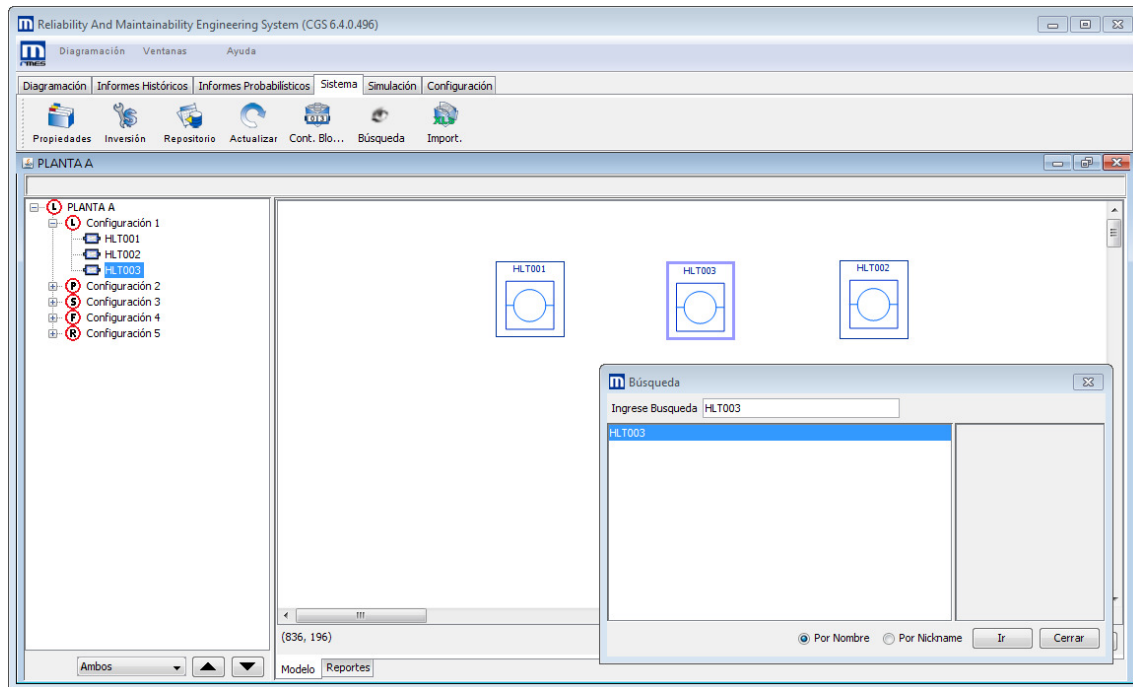 Reliability And Maintainability Engineering System (CGS 6.4.0.496)
rmes
Diagramación Ventanas Ayuda
Diagramación Informes Históricos Informes Probabilísticos Sistema Simulación Configuración
Propiedades Inversión Repositorio Actualizar Cont. Blo... Búsqueda Import.
PLANTA A
L PLANTA A
L Configuración 1
HLT001
HLT002
HLT003
P Configuración 2
S Configuración 3
F Configuración 4
R Configuración 5
HLT001 HLT003 HLT002
Búsqueda
Ingrese Busqueda HLT003
HLT003
Por Nombre Por Nickname Ir Cerrar
(836, 196)
Ambos
Modelo Reportes